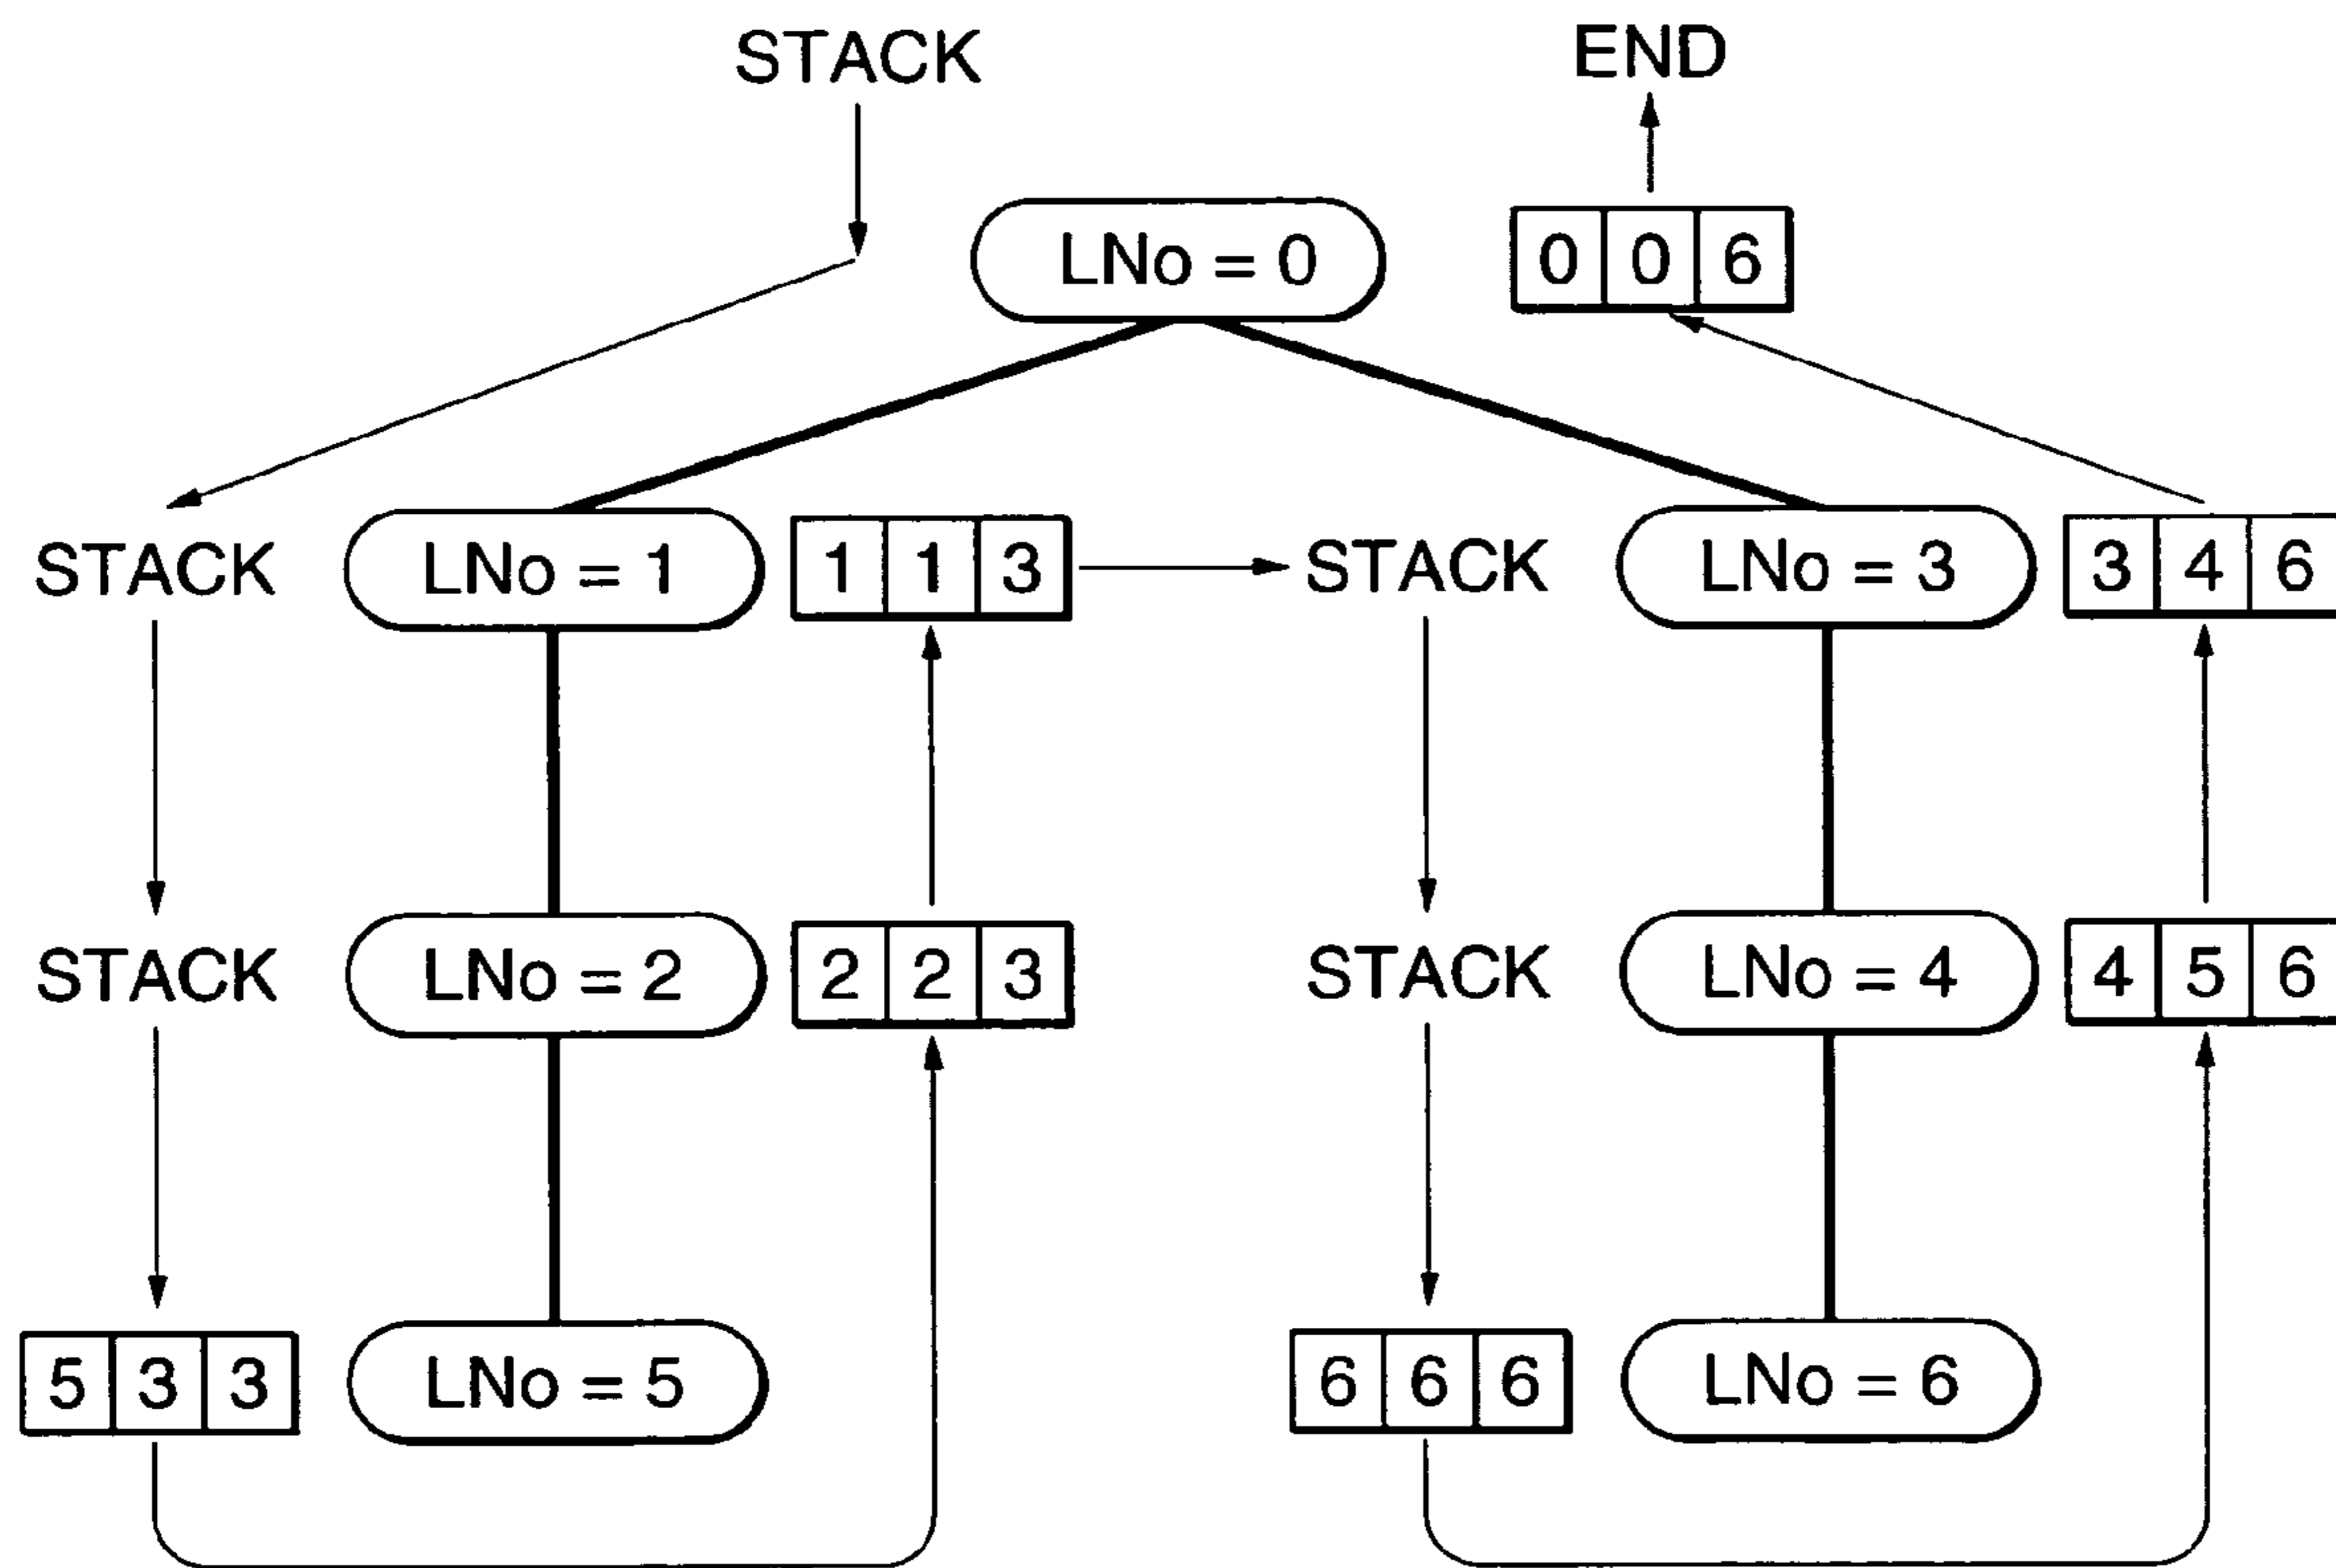 STACK END
LNo = 0 0 0 6
STACK LNo = 1 1 1 3 STACK LNo = 3 3 4 6
STACK LNo = 2 2 2 3 STACK LNo = 4 4 5 6
5 3 3 LNo = 5 6 6 6 LNo = 6